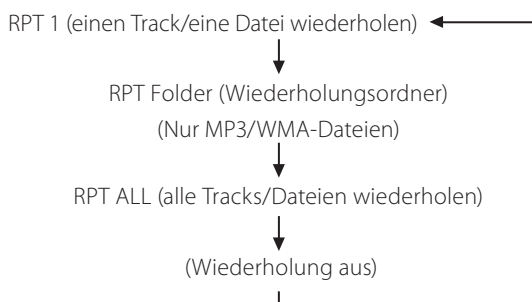 RPT 1 (einen Track/eine Datei wiederholen)
RPT Folder (Wiederholungsordner)
(Nur MP3/WMA-Dateien)
RPT ALL (alle Tracks/Dateien wiederholen)
(Wiederholung aus)